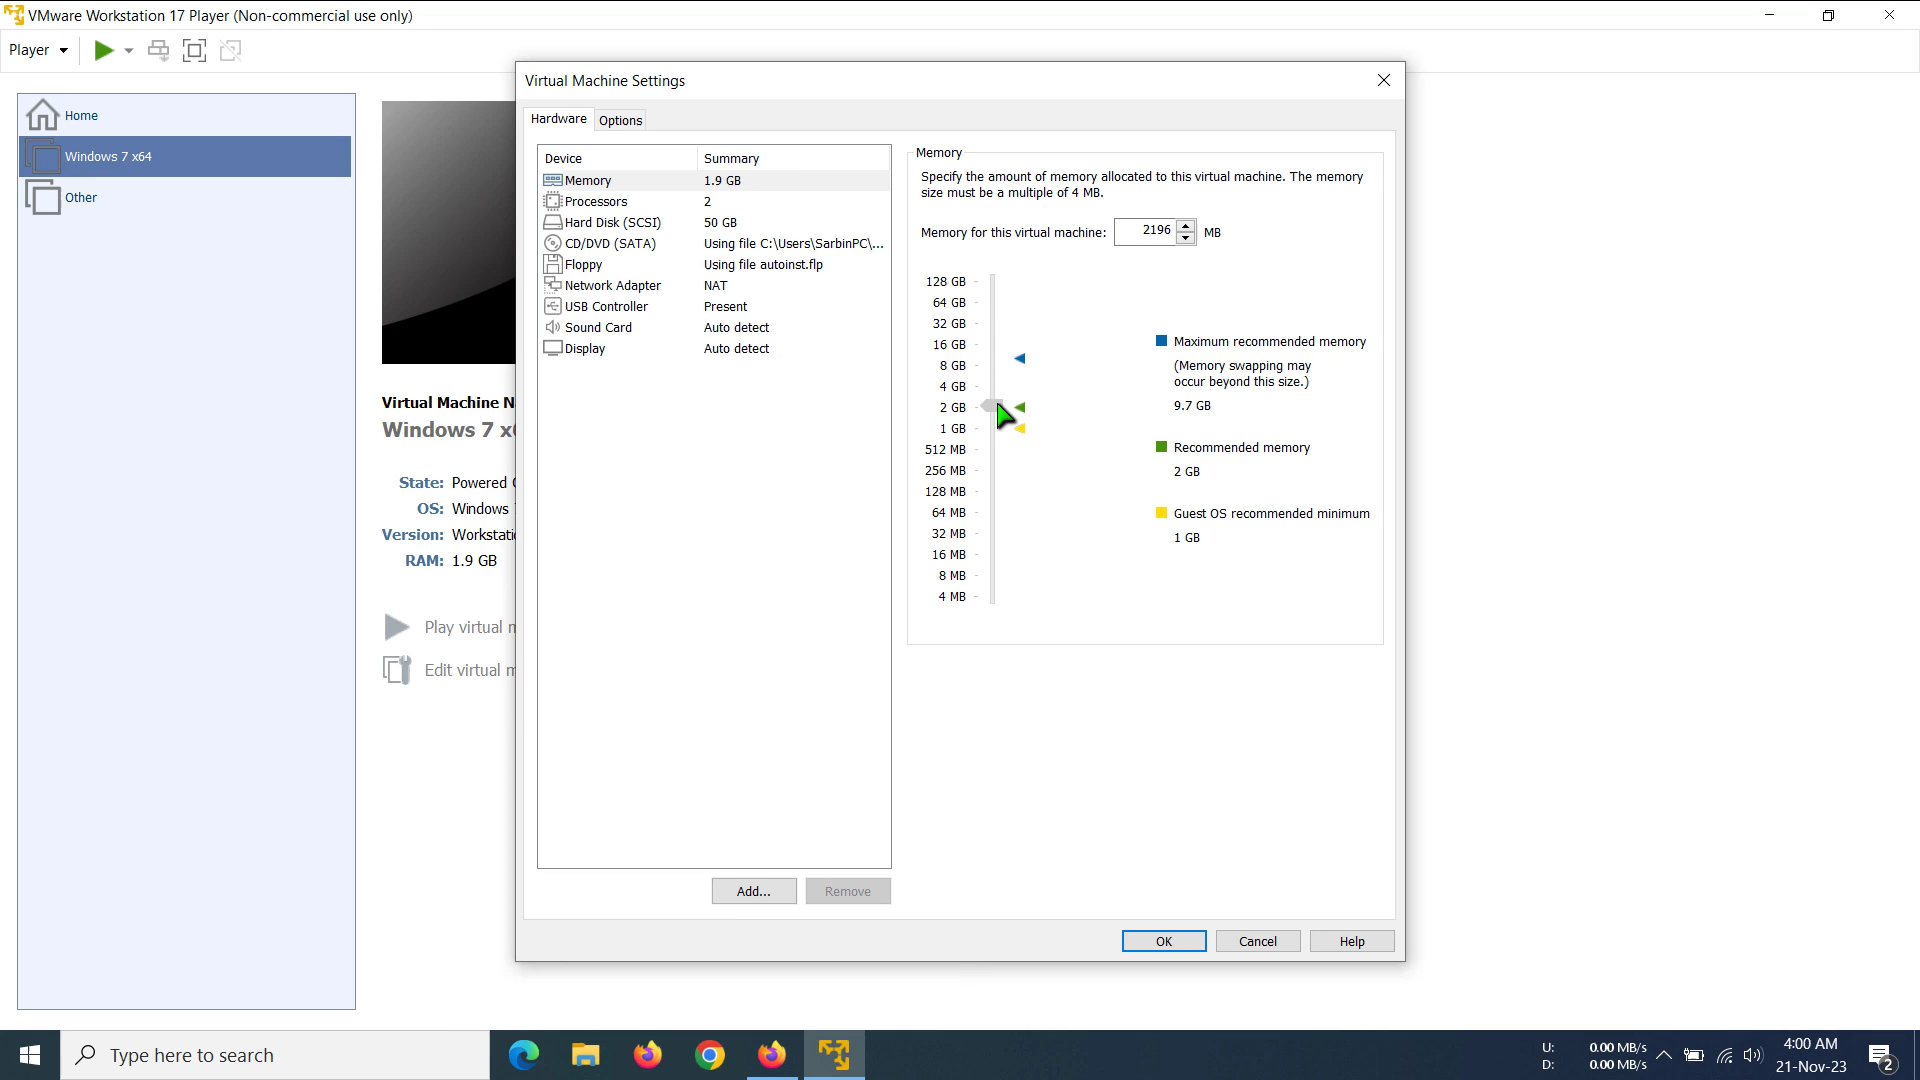 VMware Workstation 17 Player (Non-commercial use only)
Player
Home
Windows 7 x64
Other
Virtual Machine N
Windows 7 x
State: Powered
OS: Windows
Version: Workstati
RAM: 1.9 GB
Play virtual
Edit virtual
Virtual Machine Settings
Hardware
Options
Device Summary
Memory 1.9 GB
Processors 2
Hard Disk (SCSI) 50 GB
CD/DVD (SATA) Using file C:\Users\SarbinPC\...
Floppy Using file autoinst.flp
Network Adapter NAT
USB Controller Present
Sound Card Auto detect
Display Auto detect
Add...
Remove
Memory
Specify the amount of memory allocated to this virtual machine. The memory
size must be a multiple of 4 MB.
Memory for this virtual machine: 2196 MB
128 GB
64 GB
32 GB
16 GB
8 GB
4 GB
2 GB
1 GB
512 MB
256 MB
128 MB
64 MB
32 MB
16 MB
8 MB
4 MB
Maximum recommended memory
(Memory swapping may
occur beyond this size.)
9.7 GB
Recommended memory
2 GB
Guest OS recommended minimum
1 GB
OK
Cancel
Help
Type here to search
U: 0.00 MB/s
D: 0.00 MB/s
4:00 AM
21-Nov-23
2